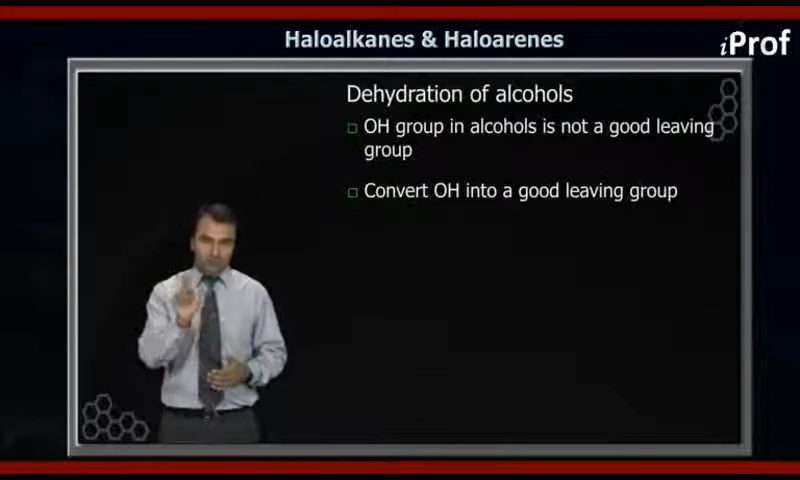 Haloalkanes & Haloarenes
iProf
Dehydration of alcohols
OH group in alcohols is not a good leaving
group
Convert OH into a good leaving group